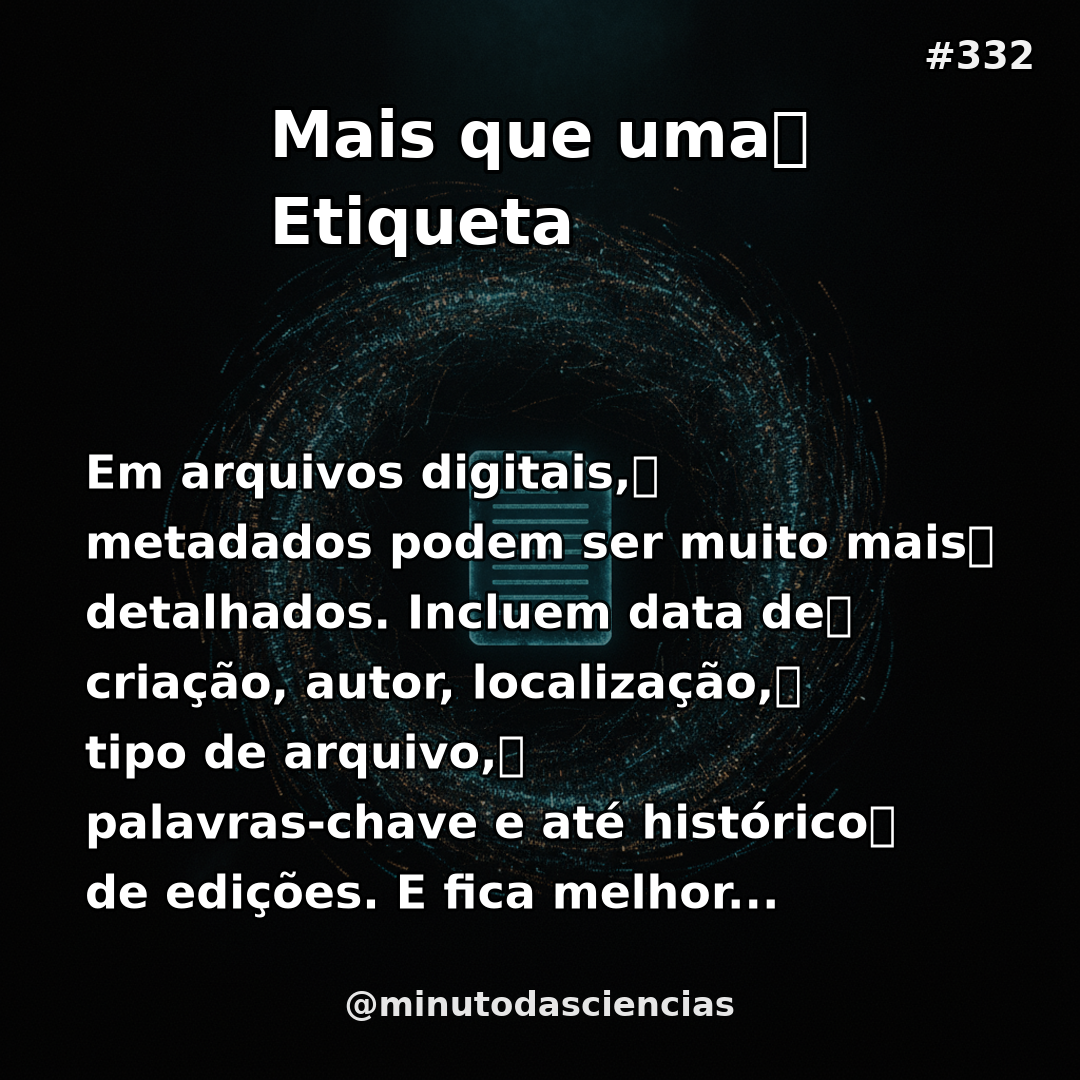 #332
Mais que uma▯
Etiqueta
Em arquivos digitais,▯
metadados podem ser muito mais▯
detalhados. Incluem data de▯
criação, autor, localização,▯
tipo de arquivo,▯
palavras-chave e até histórico▯
de edições. E fica melhor...
@minutodasciencias